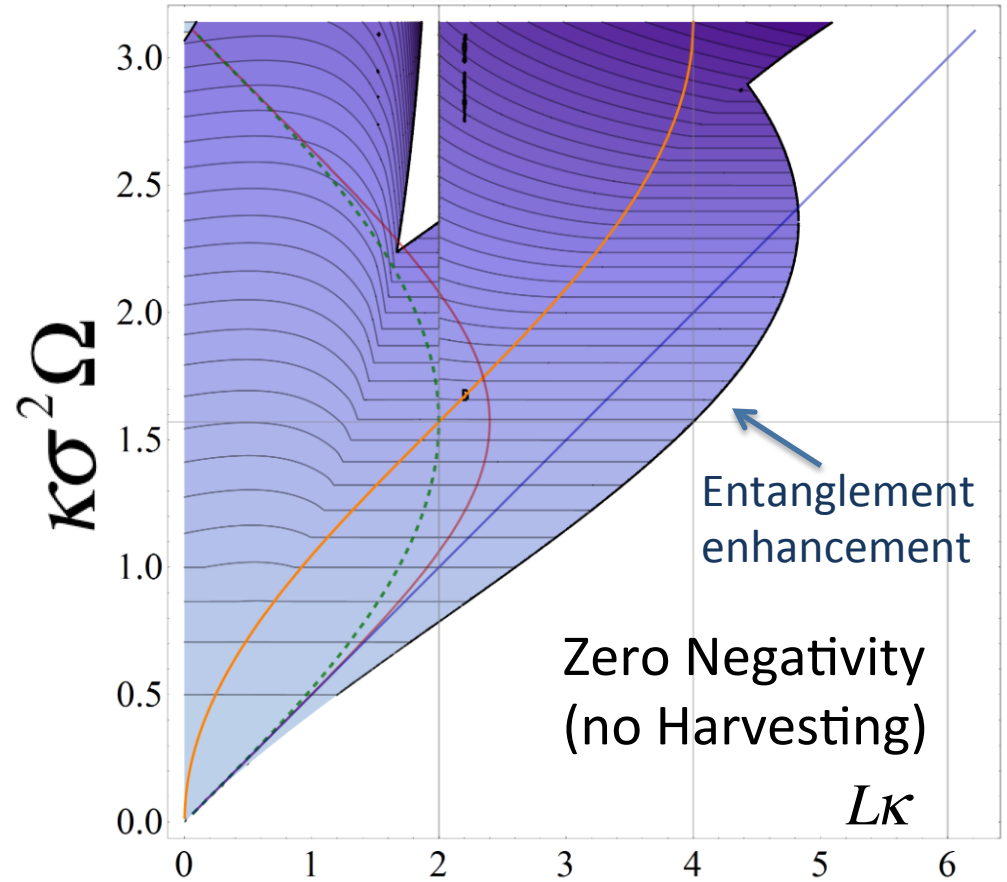 3.0
2.5
2.0
1.5
1.0
0.5
0.0
κσ²Ω
Entanglement
enhancement
Zero Negativity
(no Harvesting)
Lκ
0 1 2 3 4 5 6